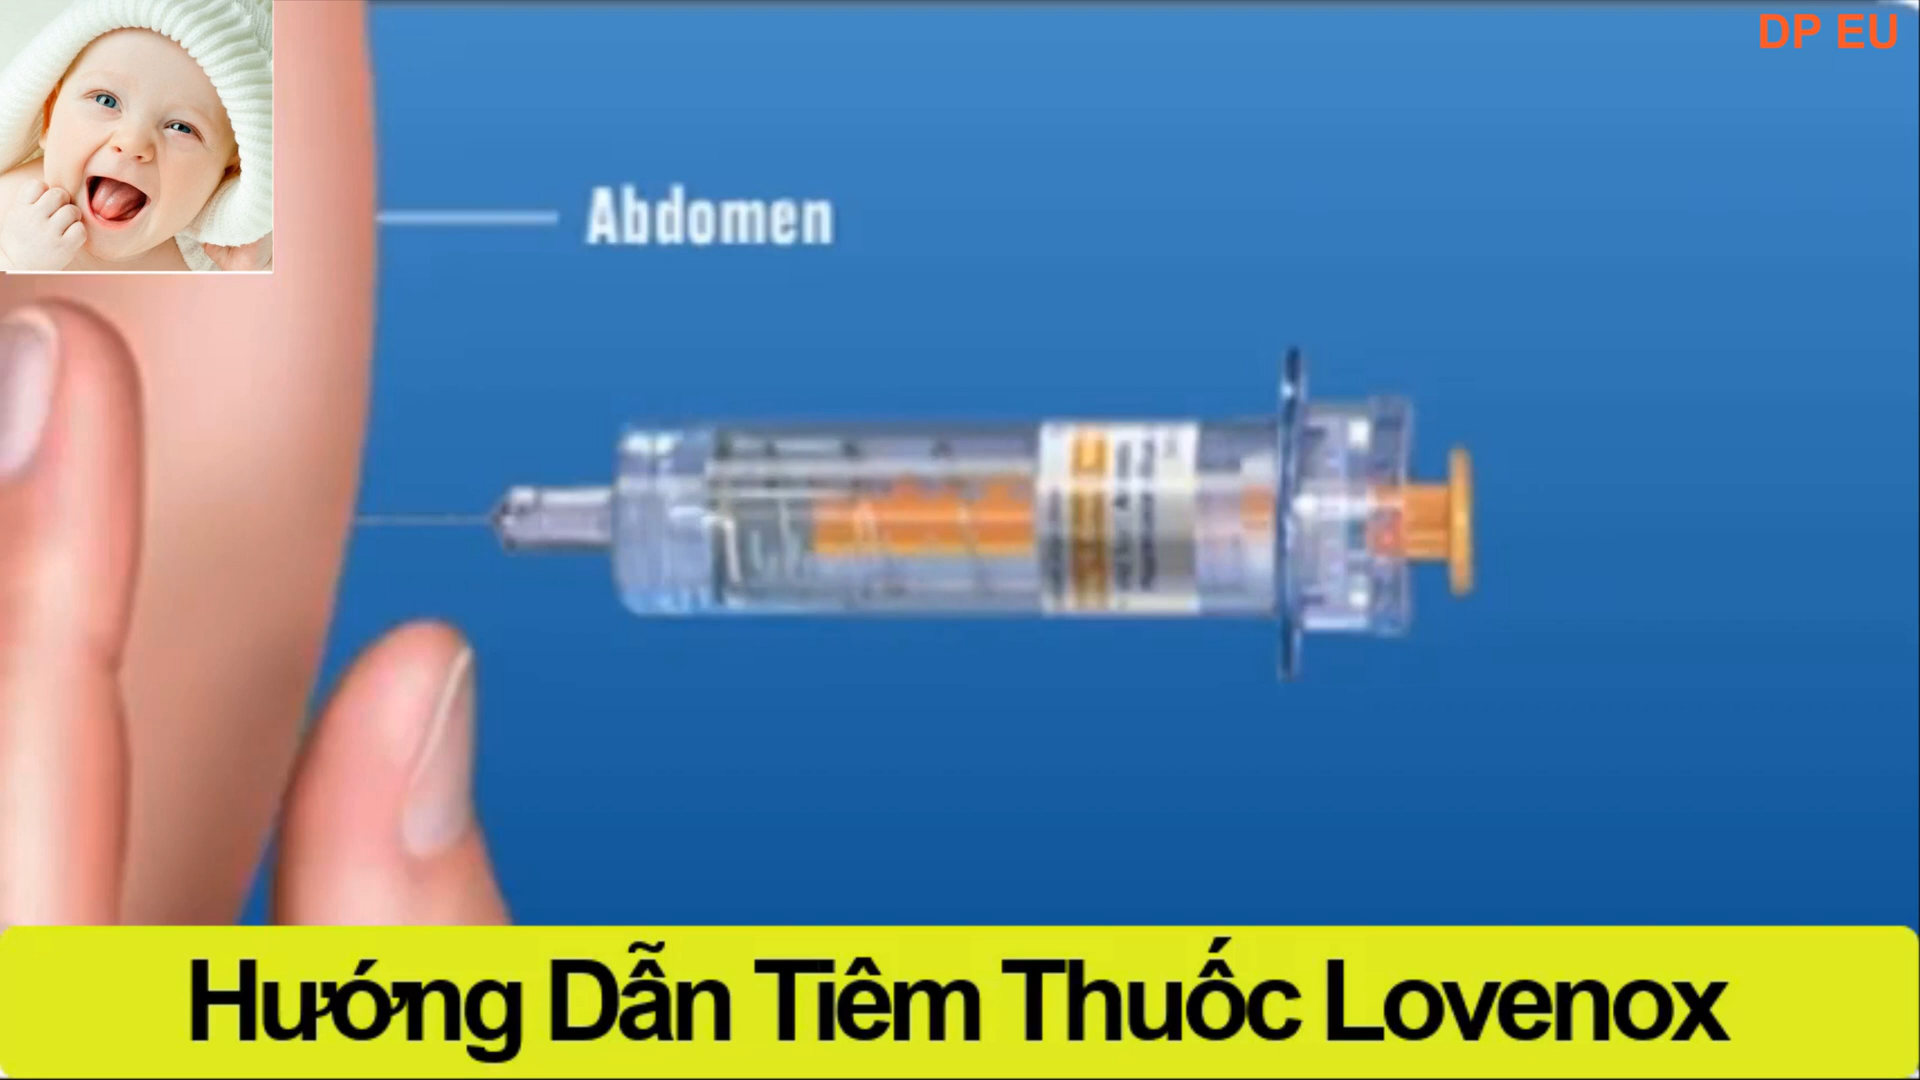 DP EU
Abdomen
Hướng Dẫn Tiêm Thuốc Lovenox